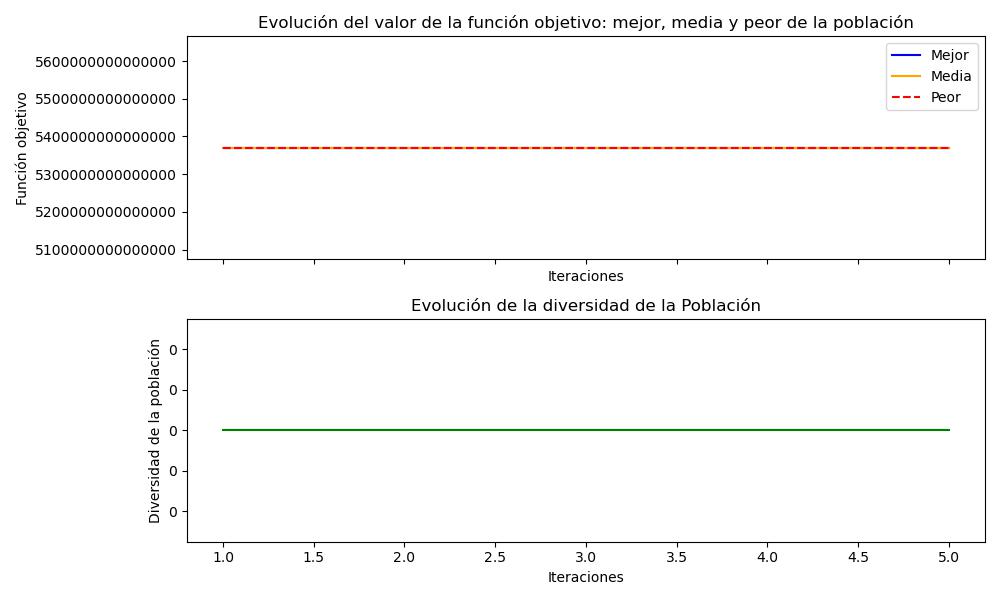 Evolución del valor de la función objetivo: mejor, media y peor de la población
Función objetivo
5600000000000000
5500000000000000
5400000000000000
5300000000000000
5200000000000000
5100000000000000
Mejor
Media
Peor
Iteraciones
Evolución de la diversidad de la Población
Diversidad de la población
0
0
0
0
0
1.0 1.5 2.0 2.5 3.0 3.5 4.0 4.5 5.0
Iteraciones